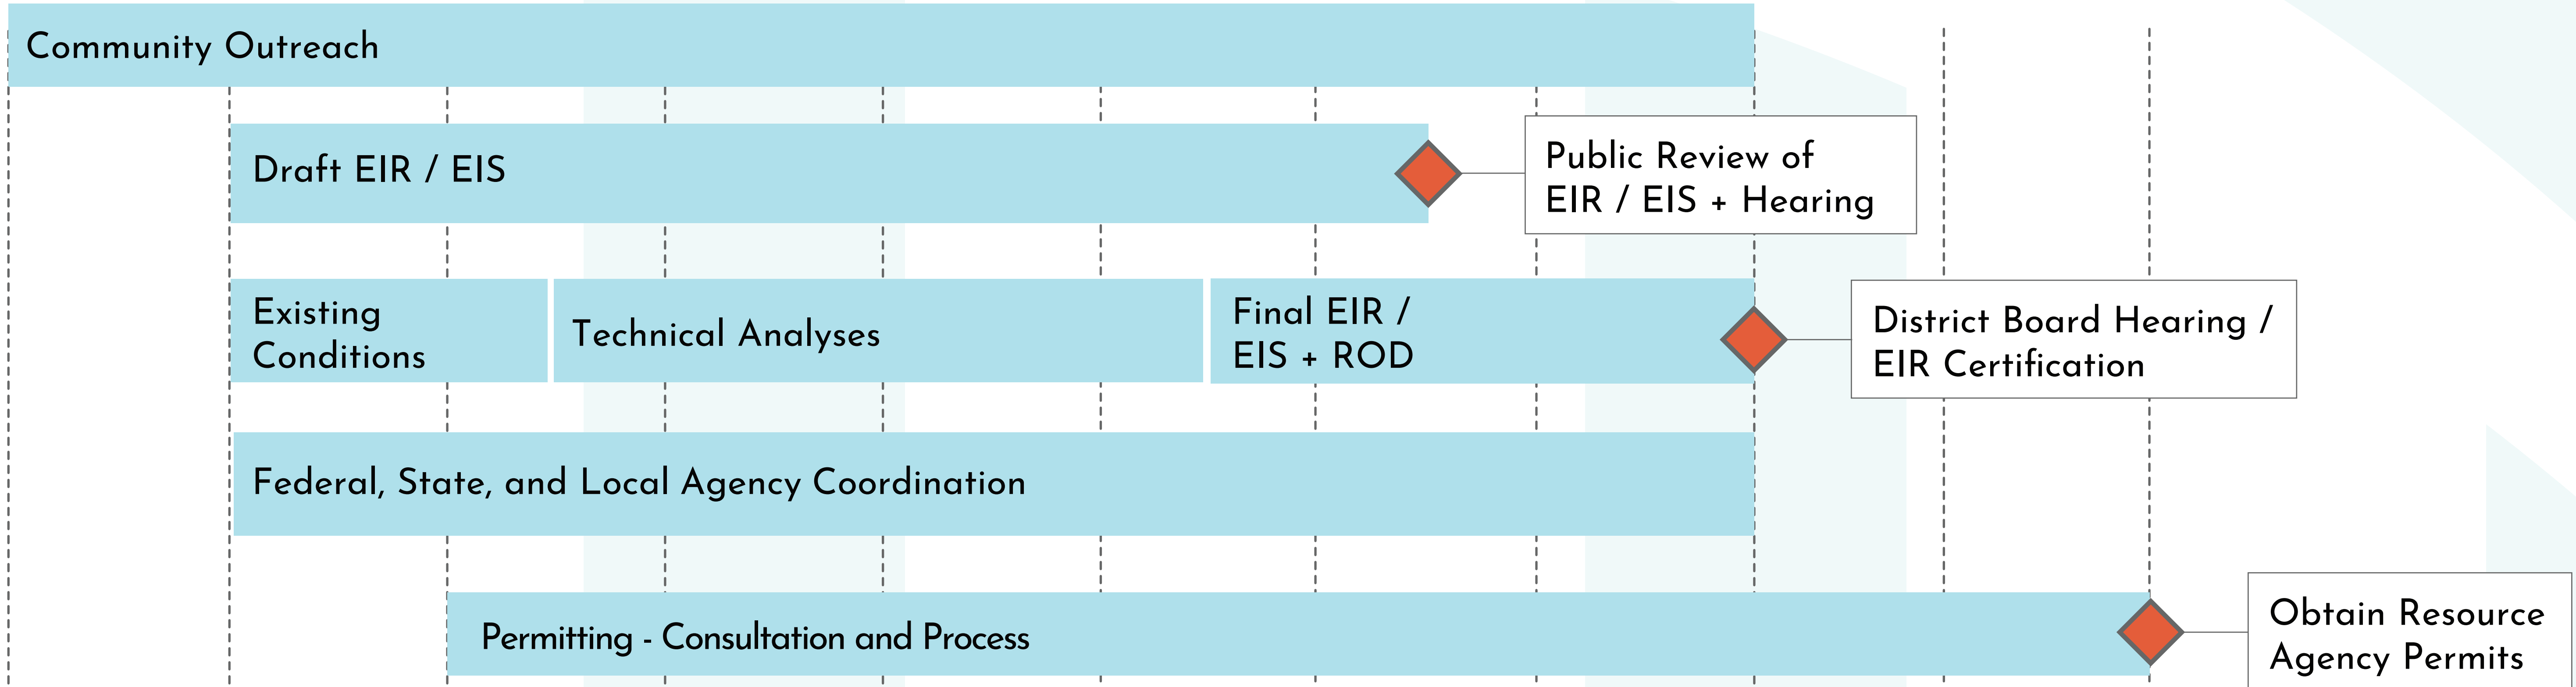 Community Outreach
Draft EIR / EIS
Public Review of
EIR / EIS + Hearing
Existing
Conditions
Technical Analyses
Final EIR /
EIS + ROD
District Board Hearing /
EIR Certification
Federal, State, and Local Agency Coordination
Permitting - Consultation and Process
Obtain Resource
Agency Permits